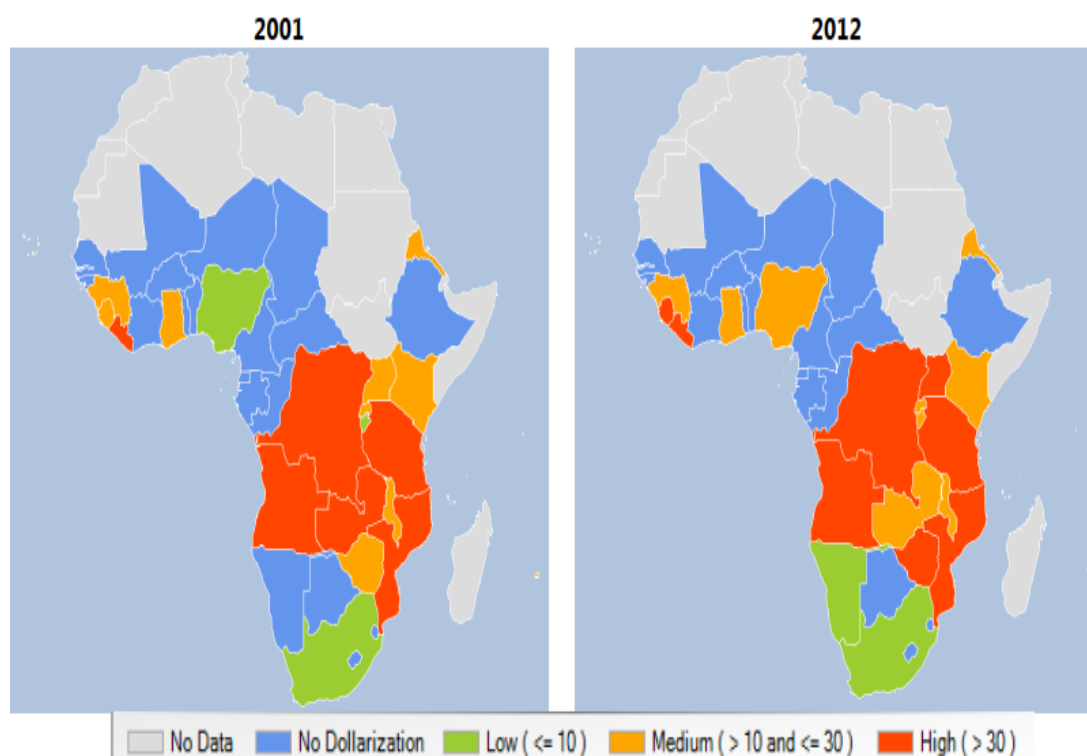 2001
2012
No Data No Dollarization Low ( <= 10 ) Medium ( > 10 and <= 30 ) High ( > 30 )